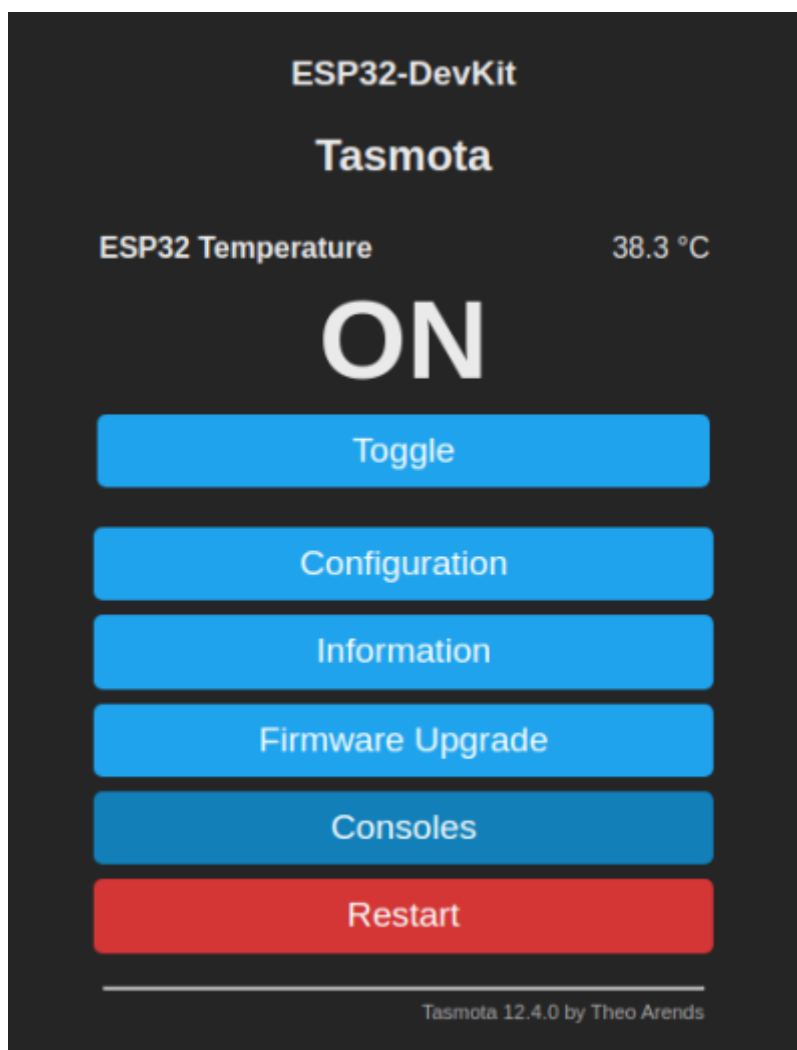 ESP32-DevKit
Tasmota
ESP32 Temperature 38.3 °C
ON
Toggle
Configuration
Information
Firmware Upgrade
Consoles
Restart
Tasmota 12.4.0 by Theo Arends